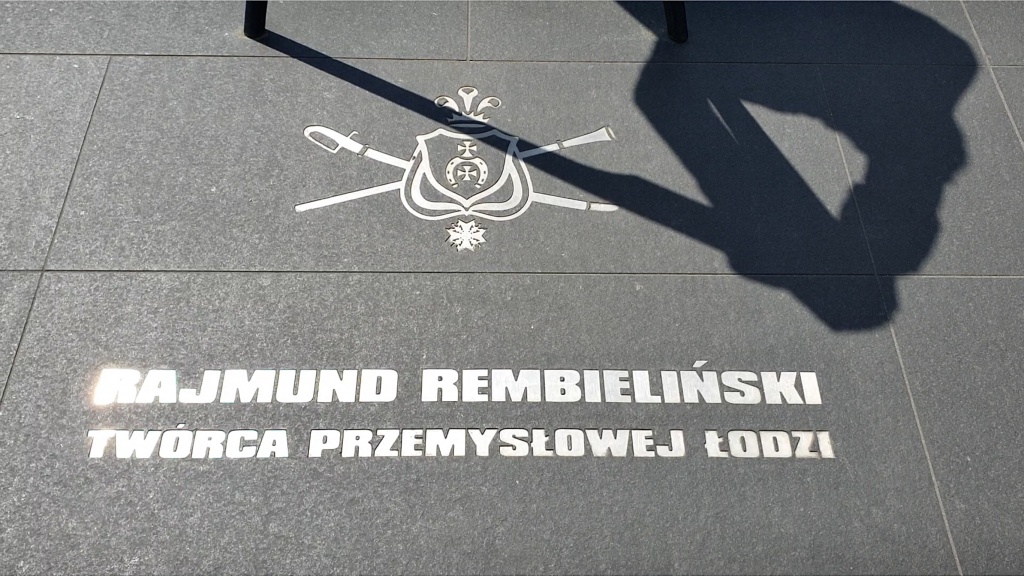 RAJMUND REMBIELIŃSKI
TWÓRCA PRZEMYSŁOWEJ ŁODZI